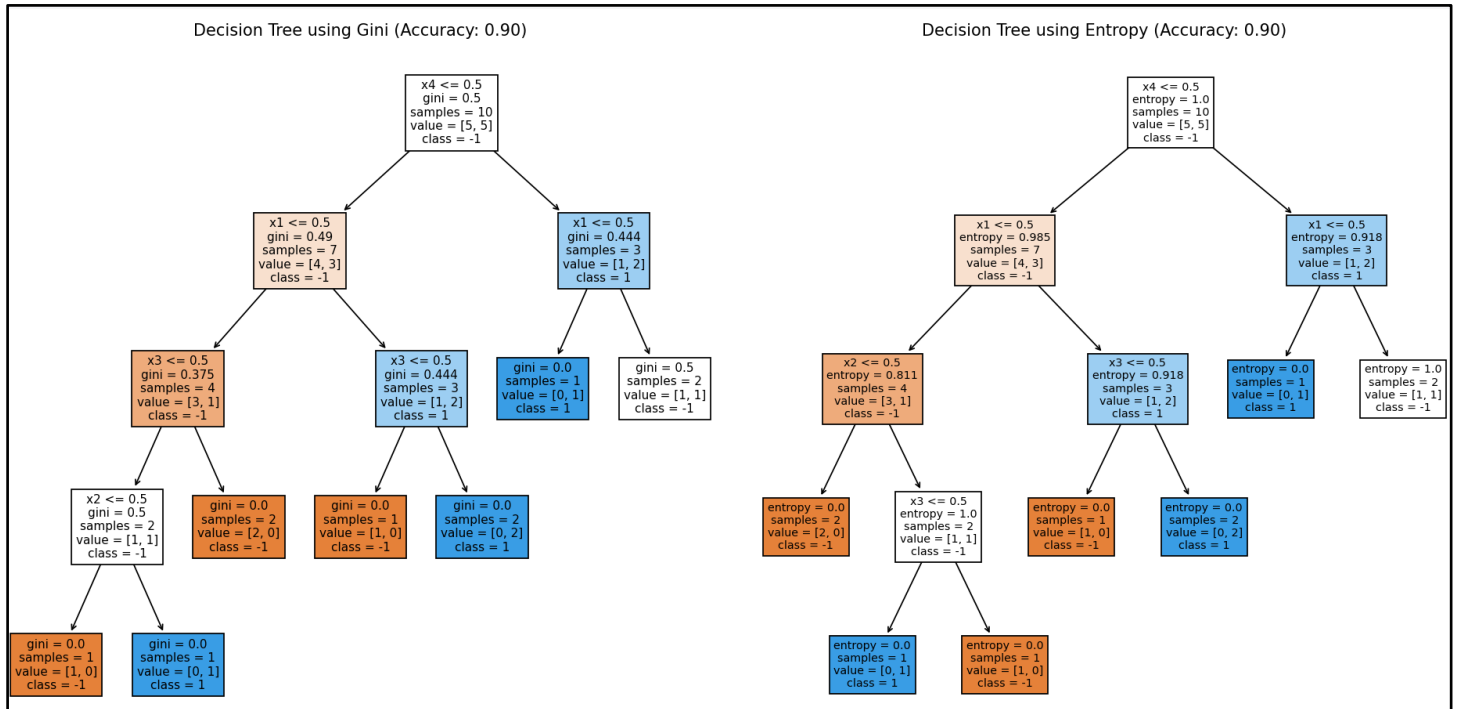 Decision Tree using Gini (Accuracy: 0.90)
x4 <= 0.5
gini = 0.5
samples = 10
value = [5, 5]
class = -1
x1 <= 0.5
gini = 0.49
samples = 7
value = [4, 3]
class = -1
x1 <= 0.5
gini = 0.444
samples = 3
value = [1, 2]
class = 1
x3 <= 0.5
gini = 0.375
samples = 4
value = [3, 1]
class = -1
x3 <= 0.5
gini = 0.444
samples = 3
value = [1, 2]
class = 1
gini = 0.0
samples = 1
value = [0, 1]
class = 1
gini = 0.5
samples = 2
value = [1, 1]
class = -1
x2 <= 0.5
gini = 0.5
samples = 2
value = [1, 1]
class = -1
gini = 0.0
samples = 2
value = [2, 0]
class = -1
gini = 0.0
samples = 1
value = [1, 0]
class = -1
gini = 0.0
samples = 2
value = [0, 2]
class = 1
gini = 0.0
samples = 1
value = [1, 0]
class = -1
gini = 0.0
samples = 1
value = [0, 1]
class = 1
Decision Tree using Entropy (Accuracy: 0.90)
x4 <= 0.5
entropy = 1.0
samples = 10
value = [5, 5]
class = -1
x1 <= 0.5
entropy = 0.985
samples = 7
value = [4, 3]
class = -1
x1 <= 0.5
entropy = 0.918
samples = 3
value = [1, 2]
class = 1
x2 <= 0.5
entropy = 0.811
samples = 4
value = [3, 1]
class = -1
x3 <= 0.5
entropy = 0.918
samples = 3
value = [1, 2]
class = 1
entropy = 0.0
samples = 1
value = [0, 1]
class = 1
entropy = 1.0
samples = 2
value = [1, 1]
class = -1
entropy = 0.0
samples = 2
value = [2, 0]
class = -1
x3 <= 0.5
entropy = 1.0
samples = 2
value = [1, 1]
class = -1
entropy = 0.0
samples = 1
value = [1, 0]
class = -1
entropy = 0.0
samples = 2
value = [0, 2]
class = 1
entropy = 0.0
samples = 1
value = [0, 1]
class = 1
entropy = 0.0
samples = 1
value = [1, 0]
class = -1